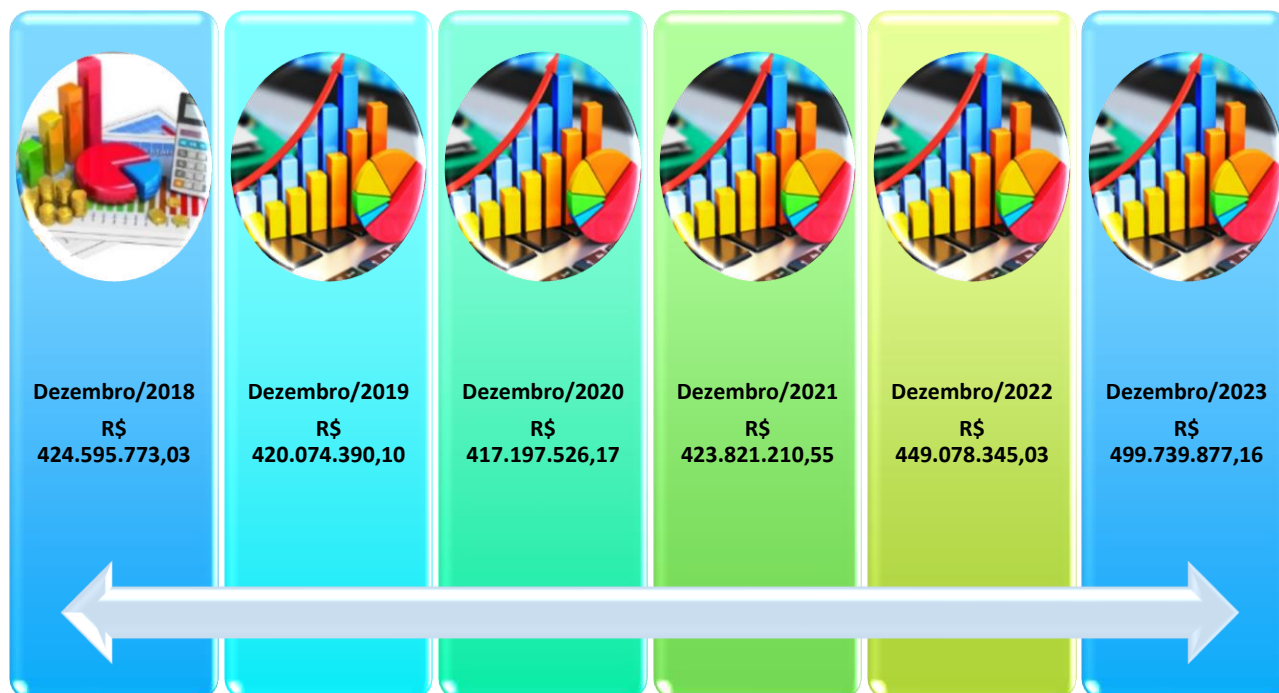 Dezembro/2018
R$
424.595.773,03
Dezembro/2019
R$
420.074.390,10
Dezembro/2020
R$
417.197.526,17
Dezembro/2021
R$
423.821.210,55
Dezembro/2022
R$
449.078.345,03
Dezembro/2023
R$
499.739.877,16